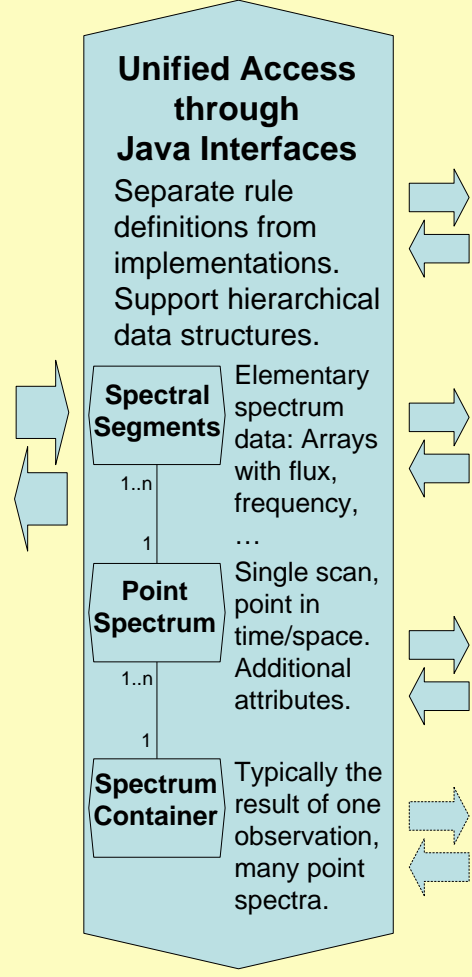 Unified Access
through
Java Interfaces
Separate rule
definitions from
implementations.
Support hierarchical
data structures.
Spectral
Segments
Elementary
spectrum
data: Arrays
with flux,
frequency,
…
1..n
1
Point
Spectrum
Single scan,
point in
time/space.
Additional
attributes.
1..n
1
Spectrum
Container
Typically the
result of one
observation,
many point
spectra.